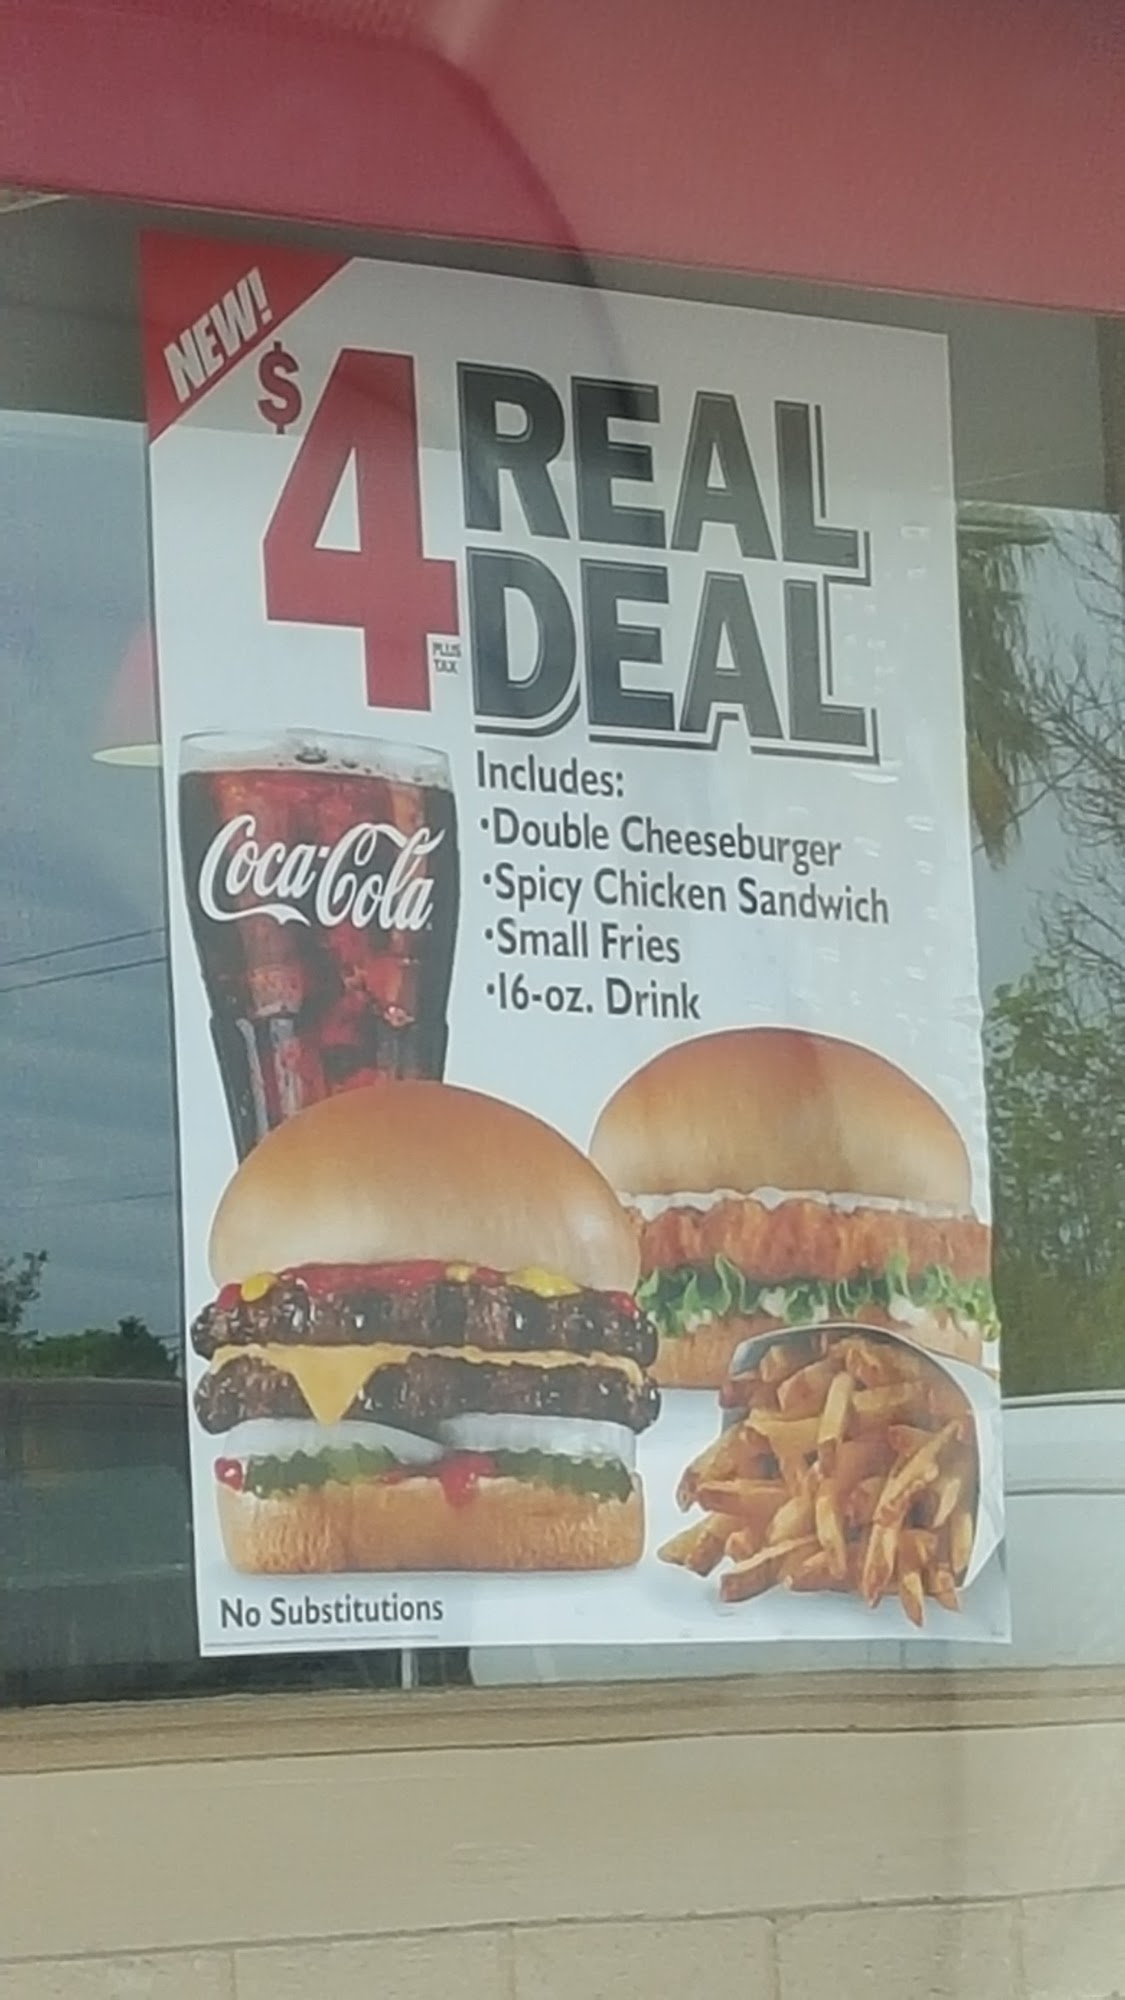 NEW!
$4 REAL
DEAL
PLUS
TAX
Includes:
•Double Cheeseburger
•Spicy Chicken Sandwich
•Small Fries
•16-oz. Drink
Coca-Cola
No Substitutions